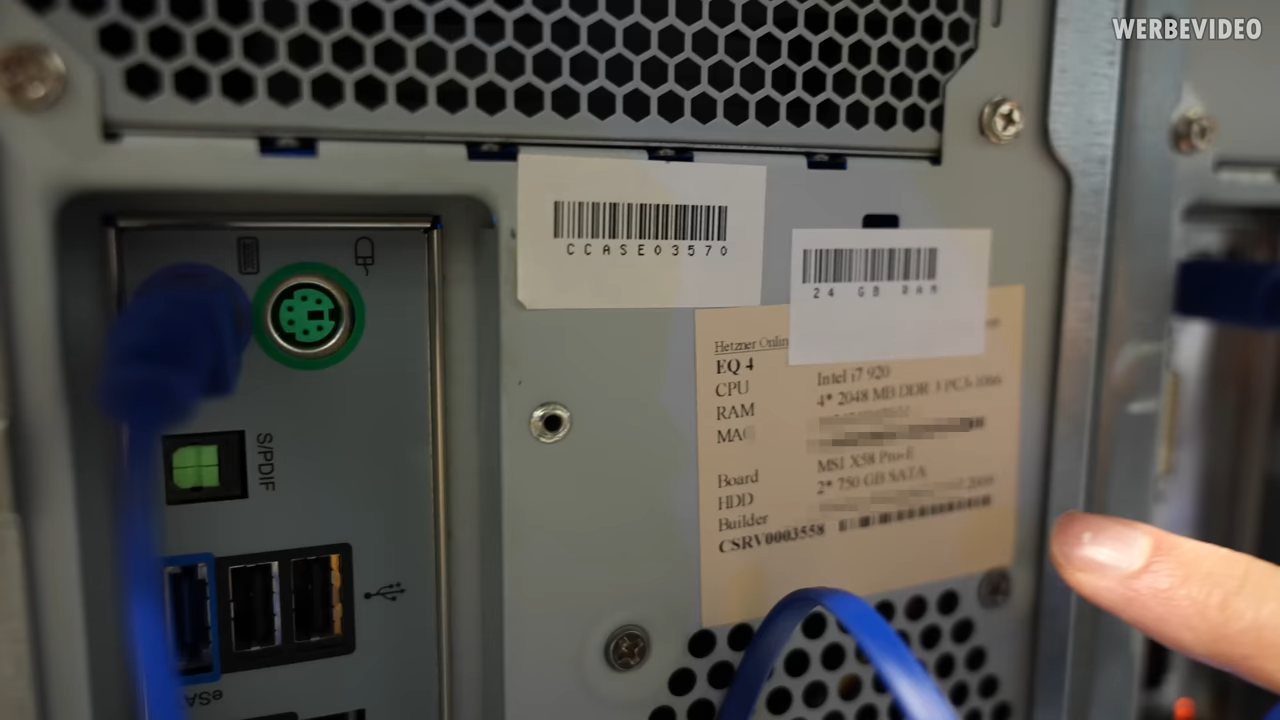 WERBEVIDEO
CCASE03570
24 GB RAM
Hetzner Onlin
EQ 4
CPU Intel i7 920
RAM 4* 2048 MB DDR 3 PC3-1066
MAC
Board MSI X58 Pro-E
HDD 2* 750 GB SATA
Builder
CSRV0003558
S/PDIF
eSA